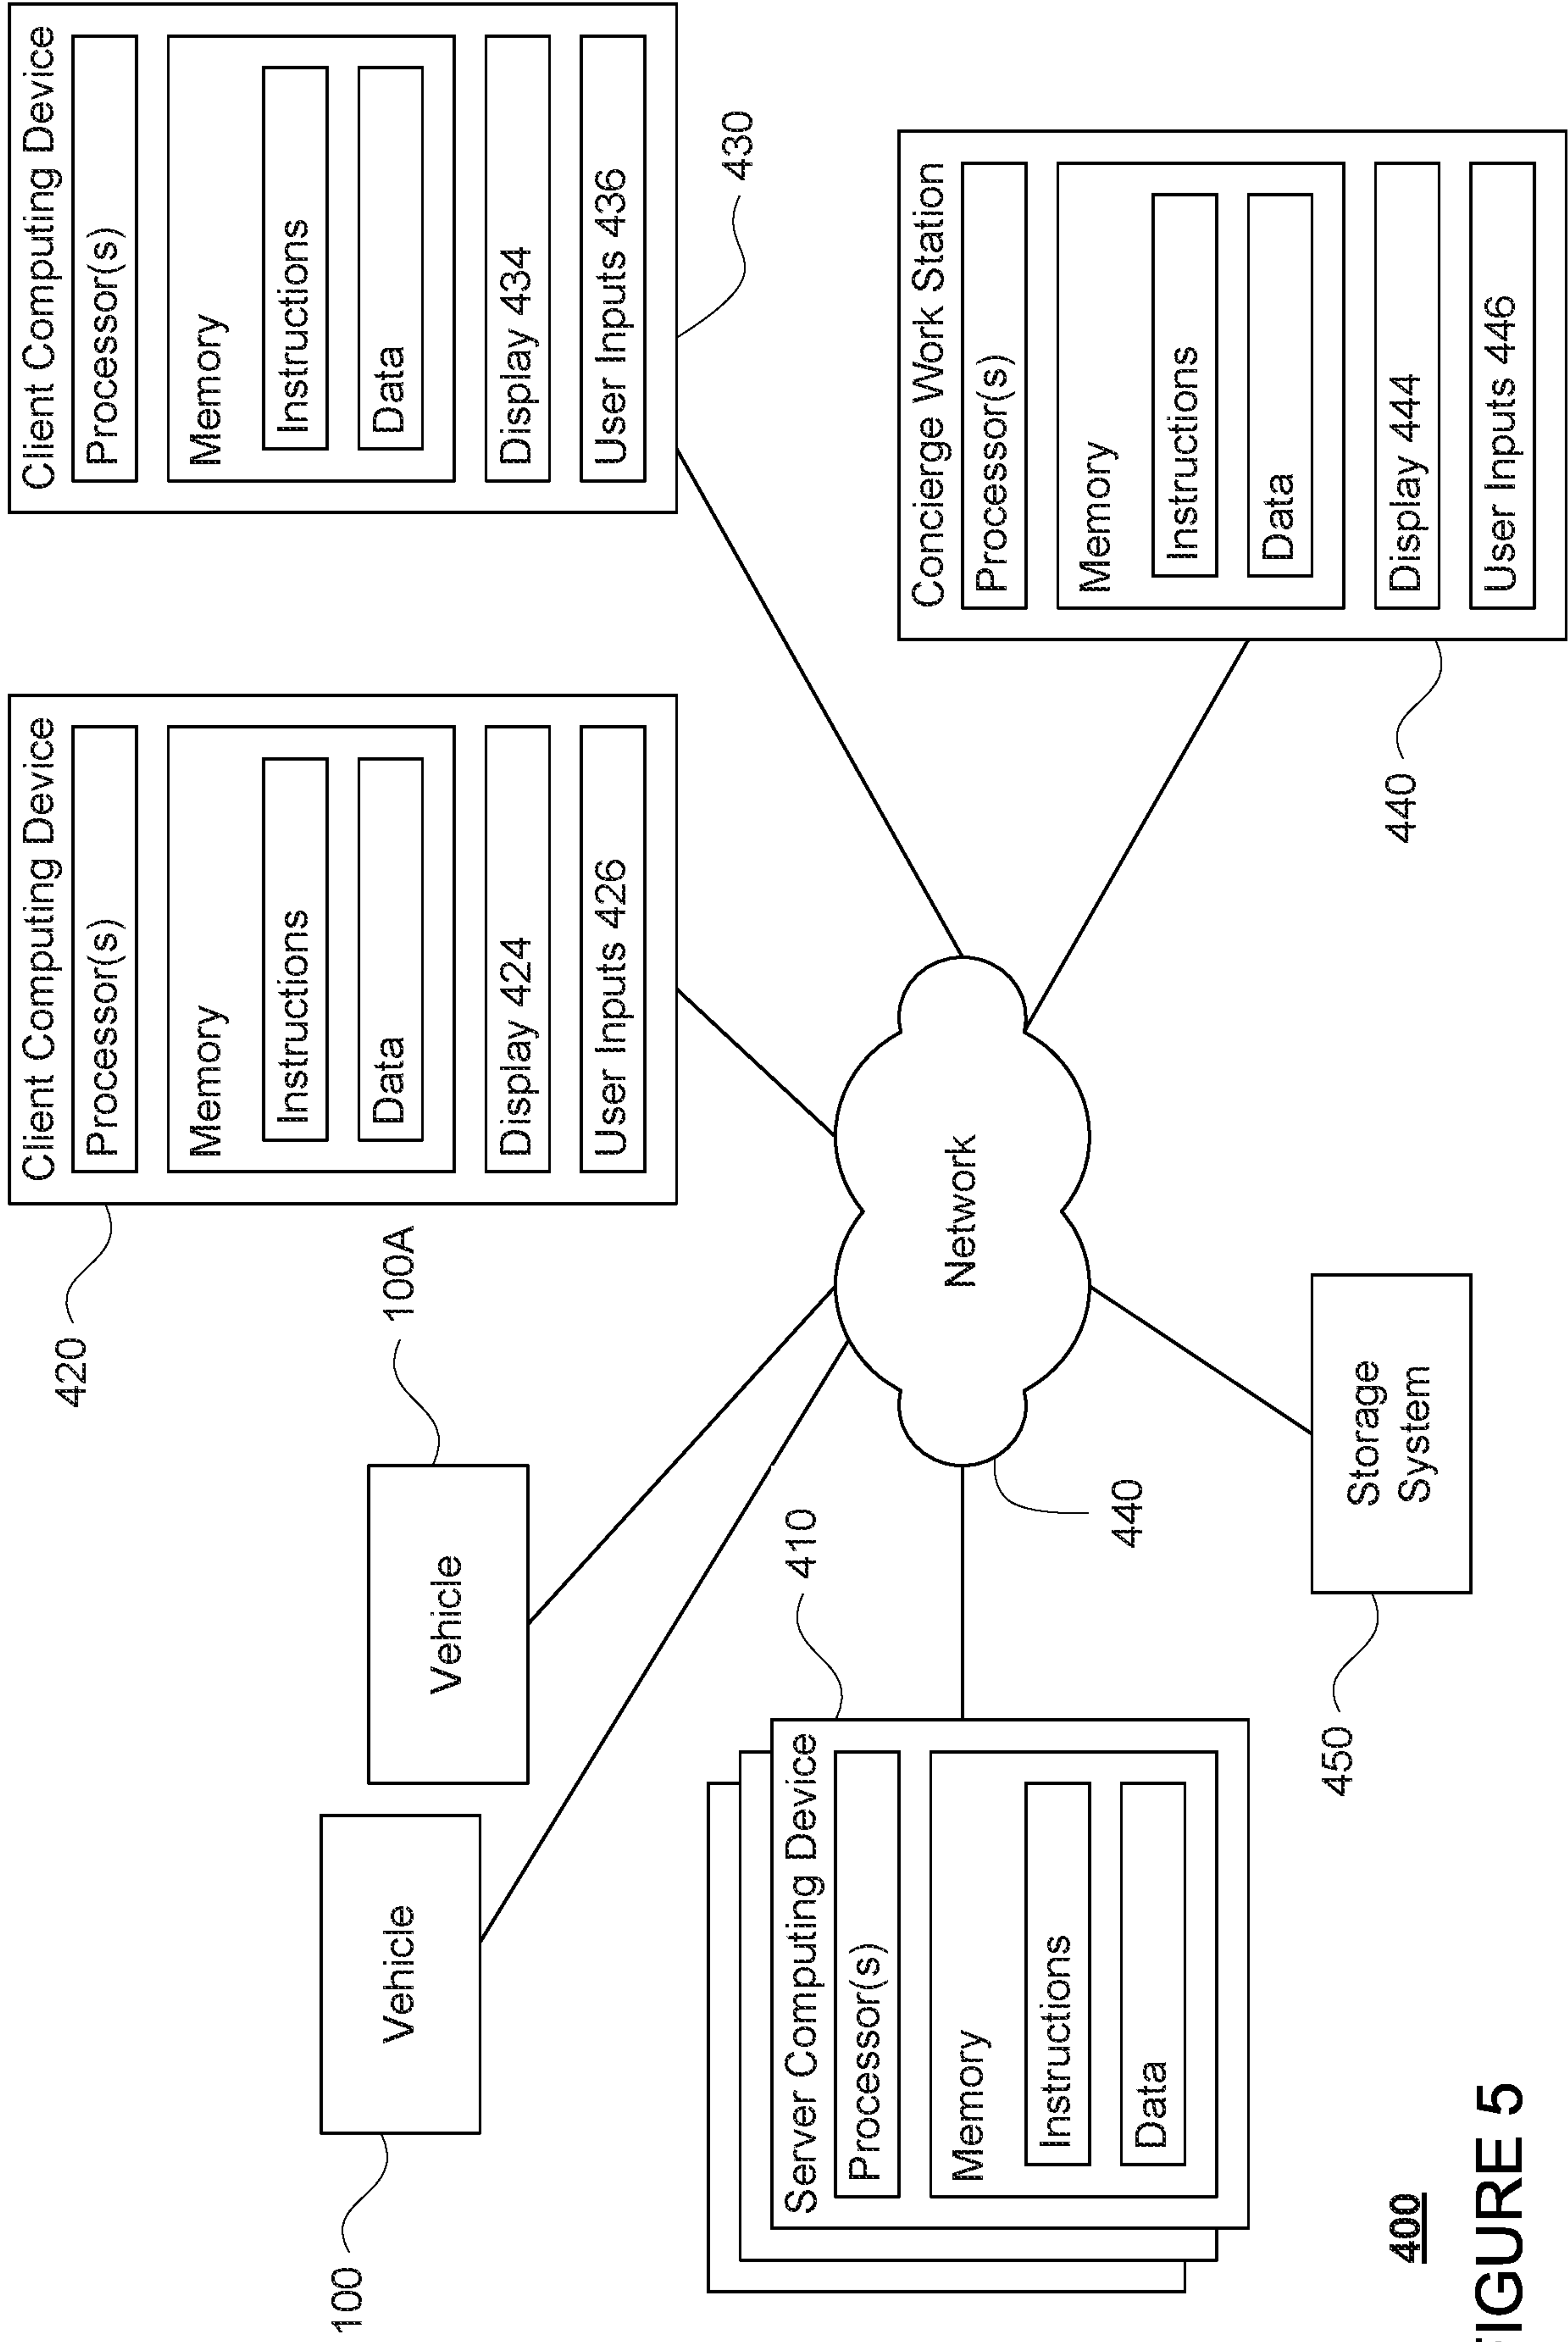 Client Computing Device
Processor(s)
Memory
Instructions
Data
Display 424
User Inputs 426
420
Client Computing Device
Processor(s)
Memory
Instructions
Data
Display 434
User Inputs 436
430
100
Vehicle
Vehicle
100A
Server Computing Device
Processor(s)
Memory
Instructions
Data
410
Network
440
Concierge Work Station
Processor(s)
Memory
Instructions
Data
Display 444
User Inputs 446
440
450
Storage
System
400
FIGURE 5